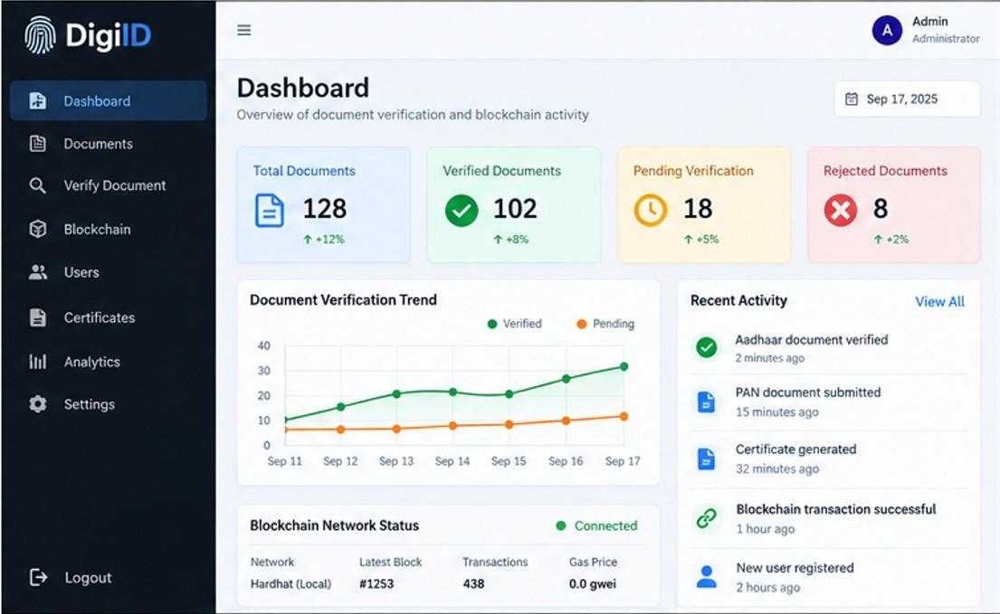 DigiID
Dashboard
Documents
Verify Document
Blockchain
Users
Certificates
Analytics
Settings
Logout
A
Admin
Administrator
Dashboard
Overview of document verification and blockchain activity
Sep 17, 2025
Total Documents
128
↑ +12%
Verified Documents
102
↑ +8%
Pending Verification
18
↑ +5%
Rejected Documents
8
↑ +2%
Document Verification Trend
Verified
Pending
40
30
20
10
0
Sep 11 Sep 12 Sep 13 Sep 14 Sep 15 Sep 16 Sep 17
Blockchain Network Status
Connected
Network Latest Block Transactions Gas Price
Hardhat (Local) #1253 438 0.0 gwei
Recent Activity
View All
Aadhaar document verified
2 minutes ago
PAN document submitted
15 minutes ago
Certificate generated
32 minutes ago
Blockchain transaction successful
1 hour ago
New user registered
2 hours ago